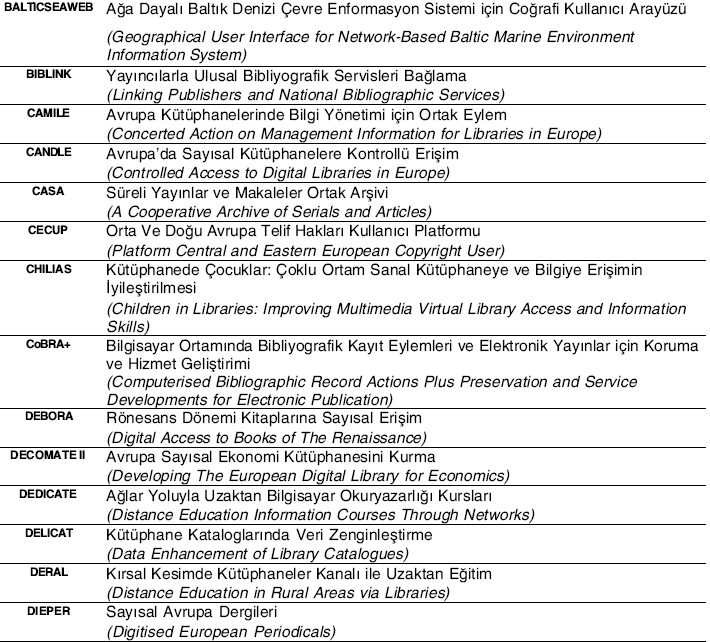 BALTICSEAWEB Ağa Dayalı Baltık Denizi Çevre Enformasyon Sistemi için Coğrafi Kullanıcı Arayüzü
(Geographical User Interface for Network-Based Baltic Marine Environment
Information System)
BIBLINK Yayıncılarla Ulusal Bibliyografik Servisleri Bağlama
(Linking Publishers and National Bibliographic Services)
CAMILE Avrupa Kütüphanelerinde Bilgi Yönetimi için Ortak Eylem
(Concerted Action on Management Information for Libraries in Europe)
CANDLE Avrupa’da Sayısal Kütüphanelere Kontrollü Erişim
(Controlled Access to Digital Libraries in Europe)
CASA Süreli Yayınlar ve Makaleler Ortak Arşivi
(A Cooperative Archive of Serials and Articles)
CECUP Orta Ve Doğu Avrupa Telif Hakları Kullanıcı Platformu
(Platform Central and Eastern European Copyright User)
CHILIAS Kütüphanede Çocuklar: Çoklu Ortam Sanal Kütüphaneye ve Bilgiye Erişimin
İyileştirilmesi
(Children in Libraries: Improving Multimedia Virtual Library Access and Information
Skills)
CoBRA+ Bilgisayar Ortamında Bibliyografik Kayıt Eylemleri ve Elektronik Yayınlar için Koruma
ve Hizmet Geliştirimi
(Computerised Bibliographic Record Actions Plus Preservation and Service
Developments for Electronic Publication)
DEBORA Rönesans Dönemi Kitaplarına Sayısal Erişim
(Digital Access to Books of The Renaissance)
DECOMATE II Avrupa Sayısal Ekonomi Kütüphanesini Kurma
(Developing The European Digital Library for Economics)
DEDICATE Ağlar Yoluyla Uzaktan Bilgisayar Okuryazarlığı Kursları
(Distance Education Information Courses Through Networks)
DELICAT Kütüphane Kataloglarında Veri Zenginleştirme
(Data Enhancement of Library Catalogues)
DERAL Kırsal Kesimde Kütüphaneler Kanalı ile Uzaktan Eğitim
(Distance Education in Rural Areas via Libraries)
DIEPER Sayısal Avrupa Dergileri
(Digitised European Periodicals)